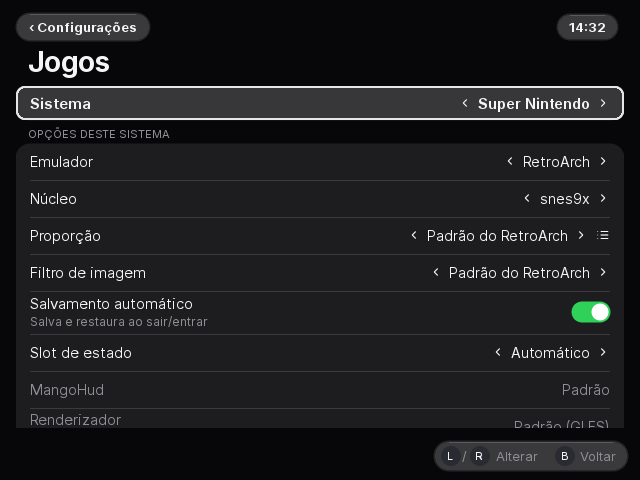 ‹ Configurações
14:32
Jogos
Sistema ‹ Super Nintendo ›
OPÇÕES DESTE SISTEMA
Emulador ‹ RetroArch ›
Núcleo ‹ snes9x ›
Proporção ‹ Padrão do RetroArch ›
Filtro de imagem ‹ Padrão do RetroArch ›
Salvamento automático
Salva e restaura ao sair/entrar
Slot de estado ‹ Automático ›
MangoHud Padrão
Renderizador Padrão (GLES)
L / R Alterar B Voltar